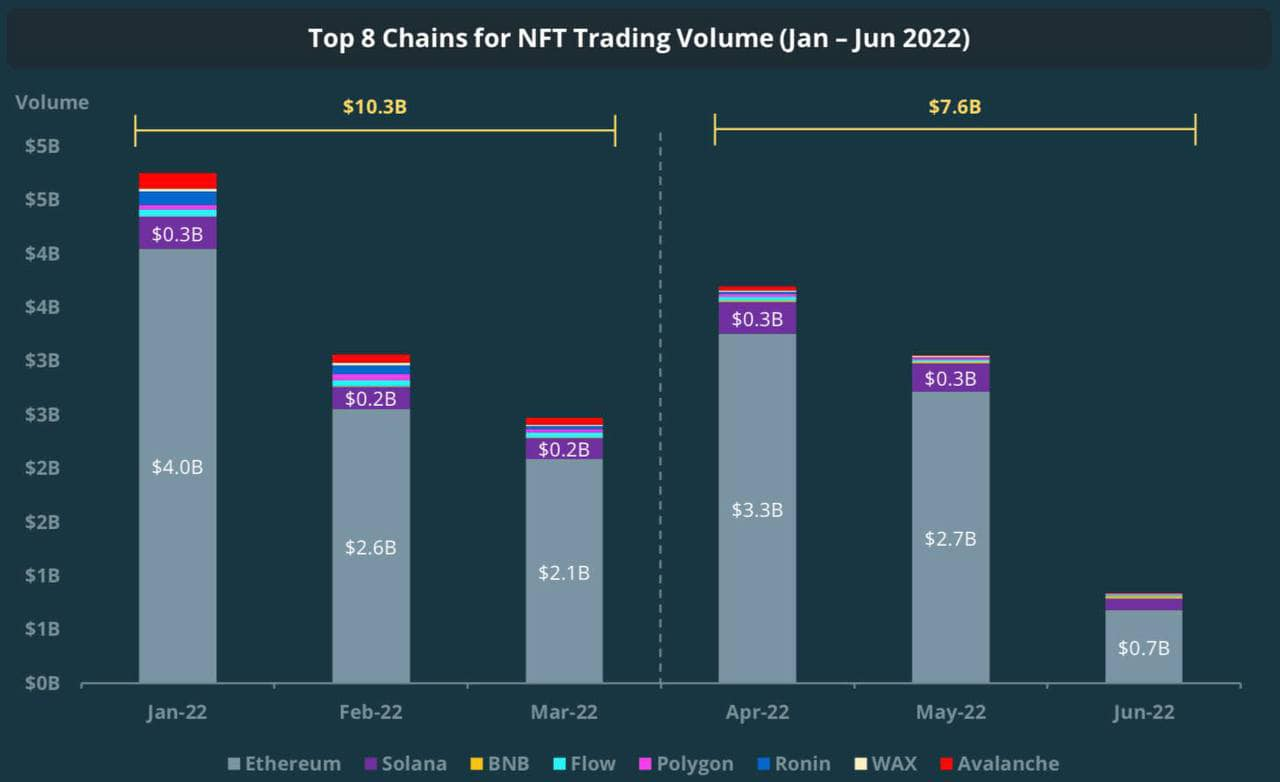 Top 8 Chains for NFT Trading Volume (Jan – Jun 2022)
Volume
$10.3B
$7.6B
$5B
$5B
$4B
$4B
$3B
$3B
$2B
$2B
$1B
$1B
$0B
$0.3B
$4.0B
$0.2B
$2.6B
$0.2B
$2.1B
$0.3B
$3.3B
$0.3B
$2.7B
$0.7B
Jan-22 Feb-22 Mar-22 Apr-22 May-22 Jun-22
Ethereum Solana BNB Flow Polygon Ronin WAX Avalanche